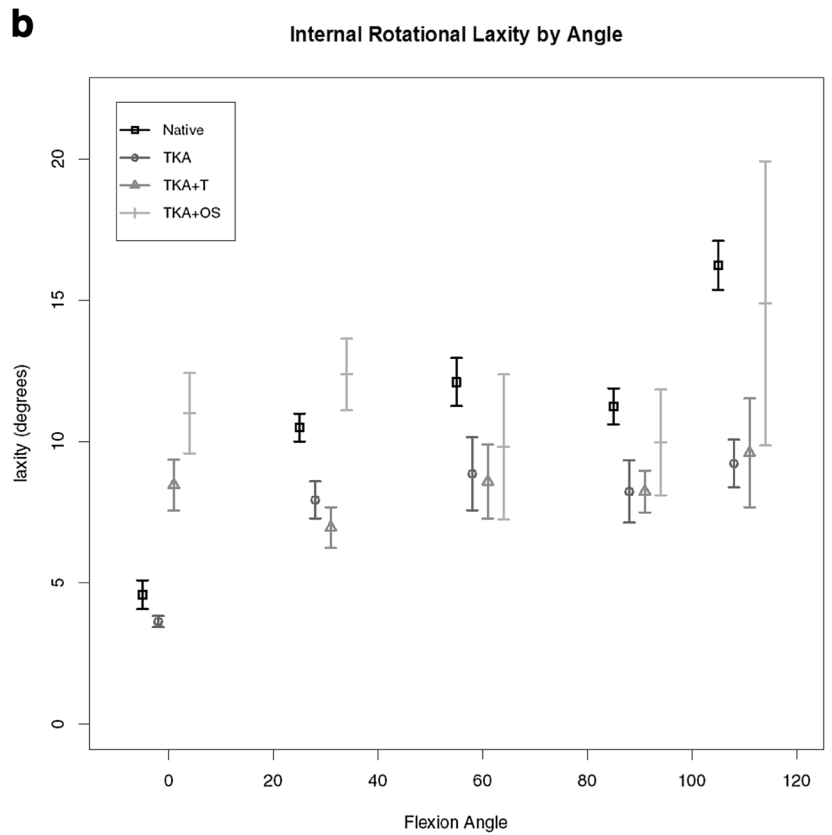 b
Internal Rotational Laxity by Angle
Native
TKA
TKA+T
TKA+OS
20
15
10
5
0
laxity (degrees)
0 20 40 60 80 100 120
Flexion Angle